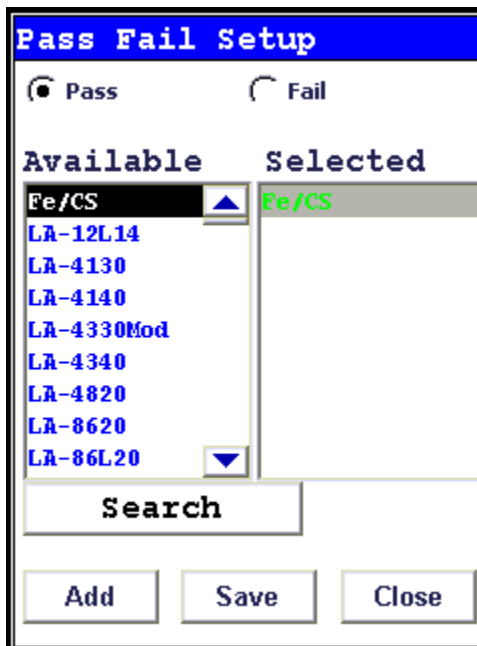 Pass Fail Setup
Pass Fail
Available Selected
Fe/CS Fe/CS
LA-12L14
LA-4130
LA-4140
LA-4330Mod
LA-4340
LA-4820
LA-8620
LA-86L20
Search
Add Save Close